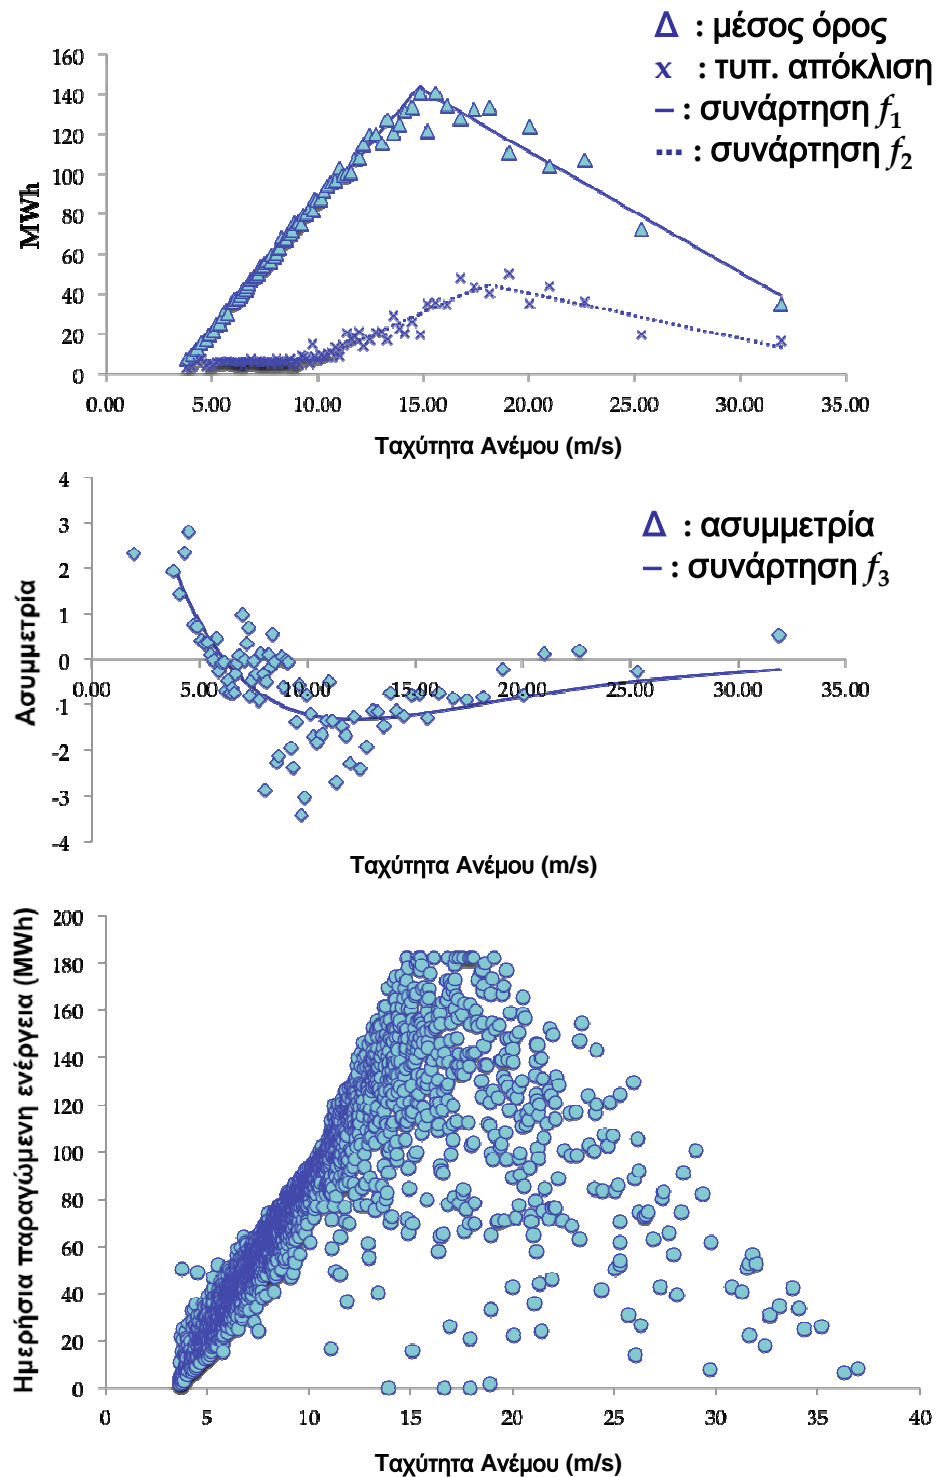 Δ : μέσος όρος
x : τυπ. απόκλιση
– : συνάρτηση f1
... : συνάρτηση f2
160
140
120
100
80
60
40
20
0
MWh
0.00 5.00 10.00 15.00 20.00 25.00 30.00 35.00
Ταχύτητα Ανέμου (m/s)
4
3
2
1
0
-1
-2
-3
-4
Ασυμμετρία
Δ : ασυμμετρία
– : συνάρτηση f3
0.00 5.00 10.00 15.00 20.00 25.00 30.00 35.00
Ταχύτητα Ανέμου (m/s)
200
180
160
140
120
100
80
60
40
20
0
Ημερήσια παραγώμενη ενέργεια (MWh)
0 5 10 15 20 25 30 35 40
Ταχύτητα Ανέμου (m/s)